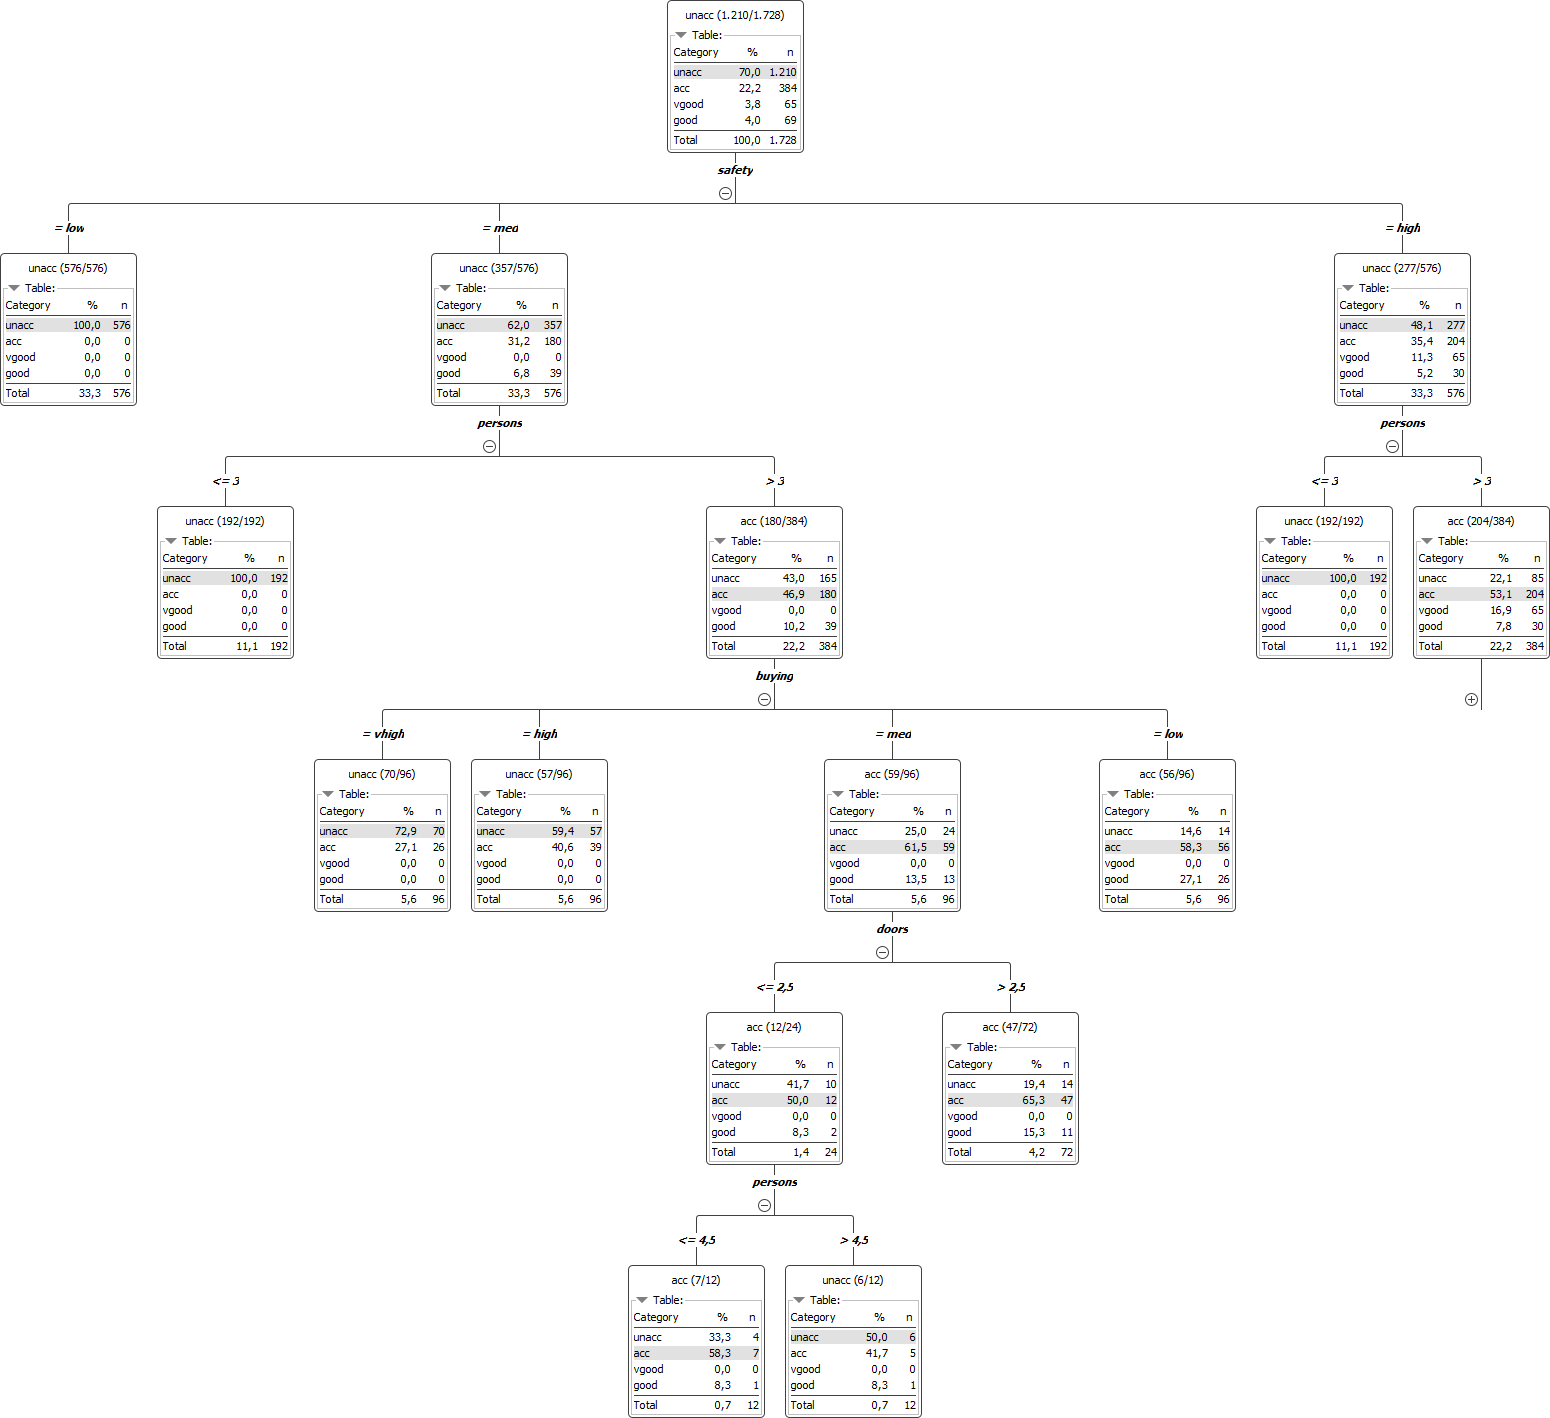 unacc (1.210/1.728)
Table:
Category % n
unacc 70,0 1.210
acc 22,2 384
vgood 3,8 65
good 4,0 69
Total 100,0 1.728
safety
= low
= med
= high
unacc (576/576)
Table:
Category % n
unacc 100,0 576
acc 0,0 0
vgood 0,0 0
good 0,0 0
Total 33,3 576
unacc (357/576)
Table:
Category % n
unacc 62,0 357
acc 31,2 180
vgood 0,0 0
good 6,8 39
Total 33,3 576
unacc (277/576)
Table:
Category % n
unacc 48,1 277
acc 35,4 204
vgood 11,3 65
good 5,2 30
Total 33,3 576
persons
persons
<= 3
> 3
<= 3
> 3
unacc (192/192)
Table:
Category % n
unacc 100,0 192
acc 0,0 0
vgood 0,0 0
good 0,0 0
Total 11,1 192
acc (180/384)
Table:
Category % n
unacc 43,0 165
acc 46,9 180
vgood 0,0 0
good 10,2 39
Total 22,2 384
unacc (192/192)
Table:
Category % n
unacc 100,0 192
acc 0,0 0
vgood 0,0 0
good 0,0 0
Total 11,1 192
acc (204/384)
Table:
Category % n
unacc 22,1 85
acc 53,1 204
vgood 16,9 65
good 7,8 30
Total 22,2 384
buying
= vhigh
= high
= med
= low
unacc (70/96)
Table:
Category % n
unacc 72,9 70
acc 27,1 26
vgood 0,0 0
good 0,0 0
Total 5,6 96
unacc (57/96)
Table:
Category % n
unacc 59,4 57
acc 40,6 39
vgood 0,0 0
good 0,0 0
Total 5,6 96
acc (59/96)
Table:
Category % n
unacc 25,0 24
acc 61,5 59
vgood 0,0 0
good 13,5 13
Total 5,6 96
acc (56/96)
Table:
Category % n
unacc 14,6 14
acc 58,3 56
vgood 0,0 0
good 27,1 26
Total 5,6 96
doors
<= 2,5
> 2,5
acc (12/24)
Table:
Category % n
unacc 41,7 10
acc 50,0 12
vgood 0,0 0
good 8,3 2
Total 1,4 24
acc (47/72)
Table:
Category % n
unacc 19,4 14
acc 65,3 47
vgood 0,0 0
good 15,3 11
Total 4,2 72
persons
<= 4,5
> 4,5
acc (7/12)
Table:
Category % n
unacc 33,3 4
acc 58,3 7
vgood 0,0 0
good 8,3 1
Total 0,7 12
unacc (6/12)
Table:
Category % n
unacc 50,0 6
acc 41,7 5
vgood 0,0 0
good 8,3 1
Total 0,7 12